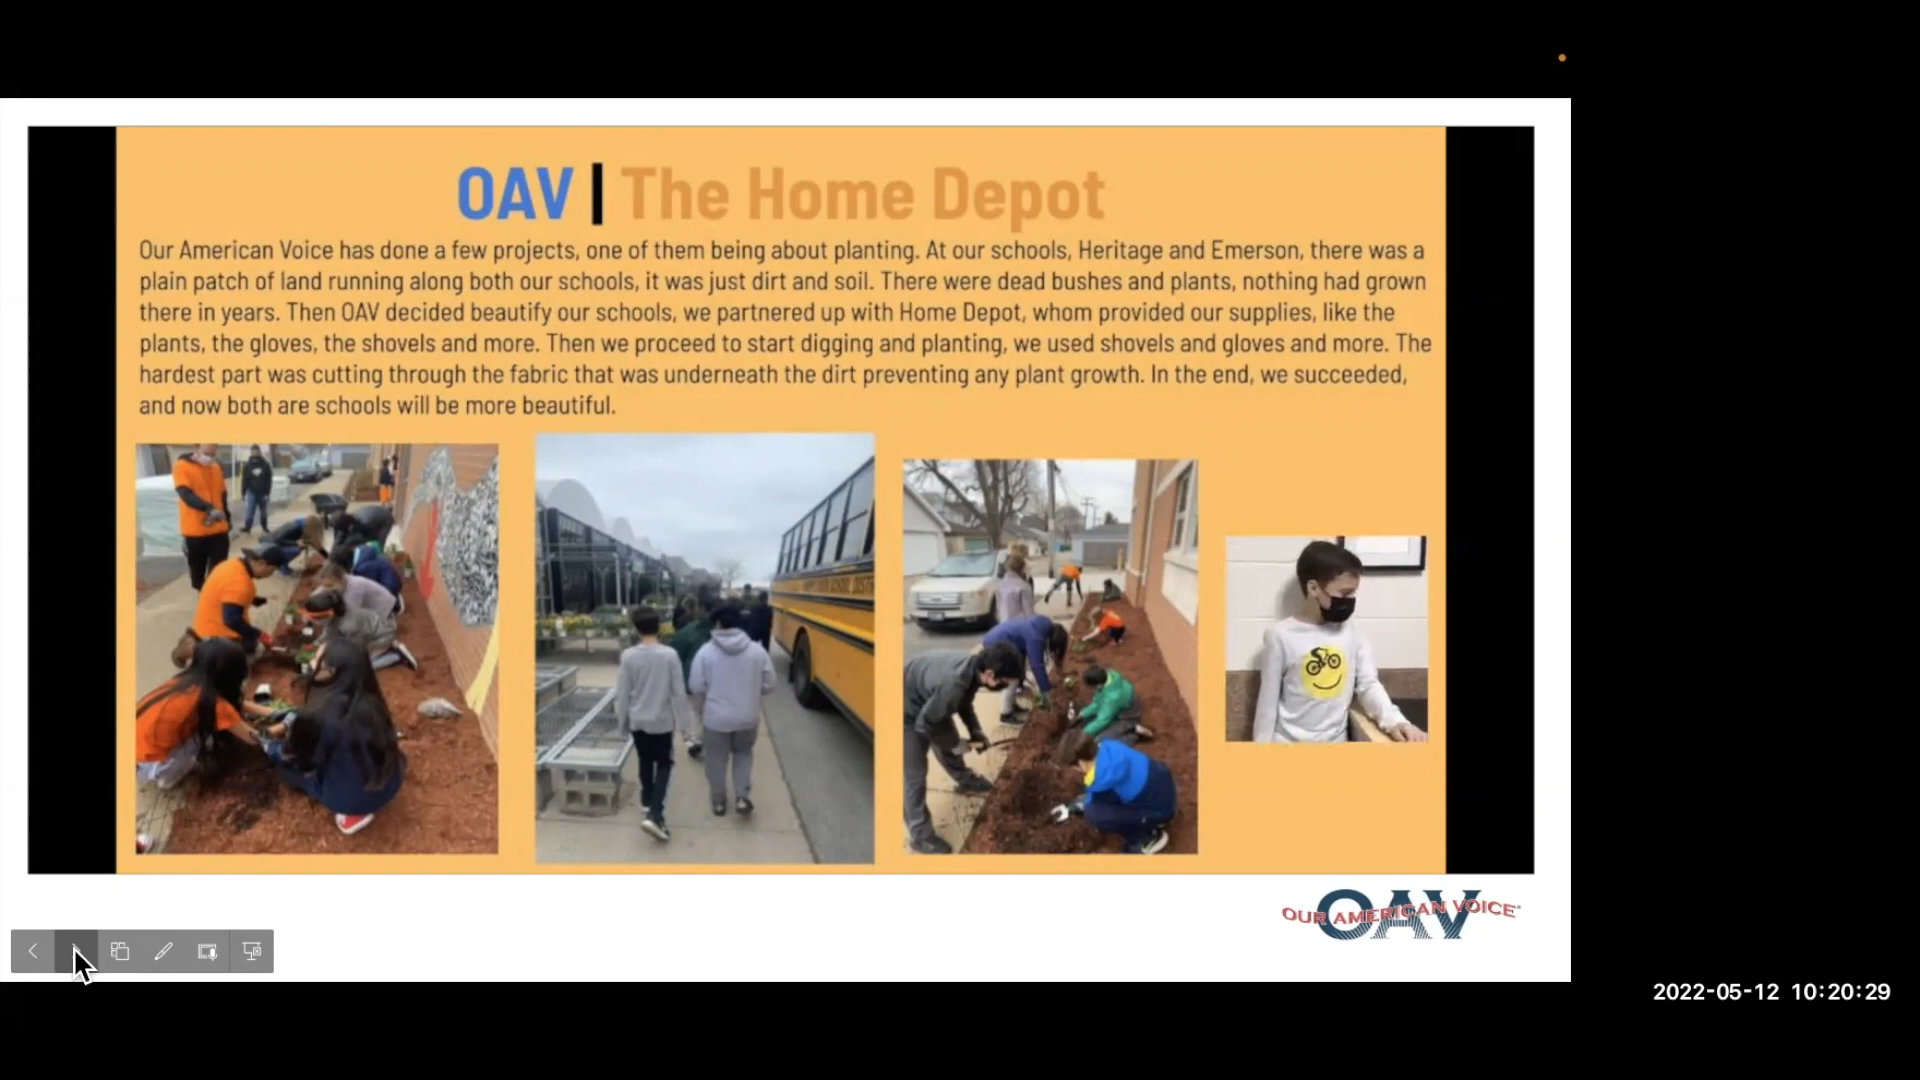 OAV | The Home Depot
Our American Voice has done a few projects, one of them being about planting. At our schools, Heritage and Emerson, there was a
plain patch of land running along both our schools, it was just dirt and soil. There were dead bushes and plants, nothing had grown
there in years. Then OAV decided beautify our schools, we partnered up with Home Depot, whom provided our supplies, like the
plants, the gloves, the shovels and more. Then we proceed to start digging and planting, we used shovels and gloves and more. The
hardest part was cutting through the fabric that was underneath the dirt preventing any plant growth. In the end, we succeeded,
and now both are schools will be more beautiful.
OAV
OUR AMERICAN VOICE
2022-05-12 10:20:29